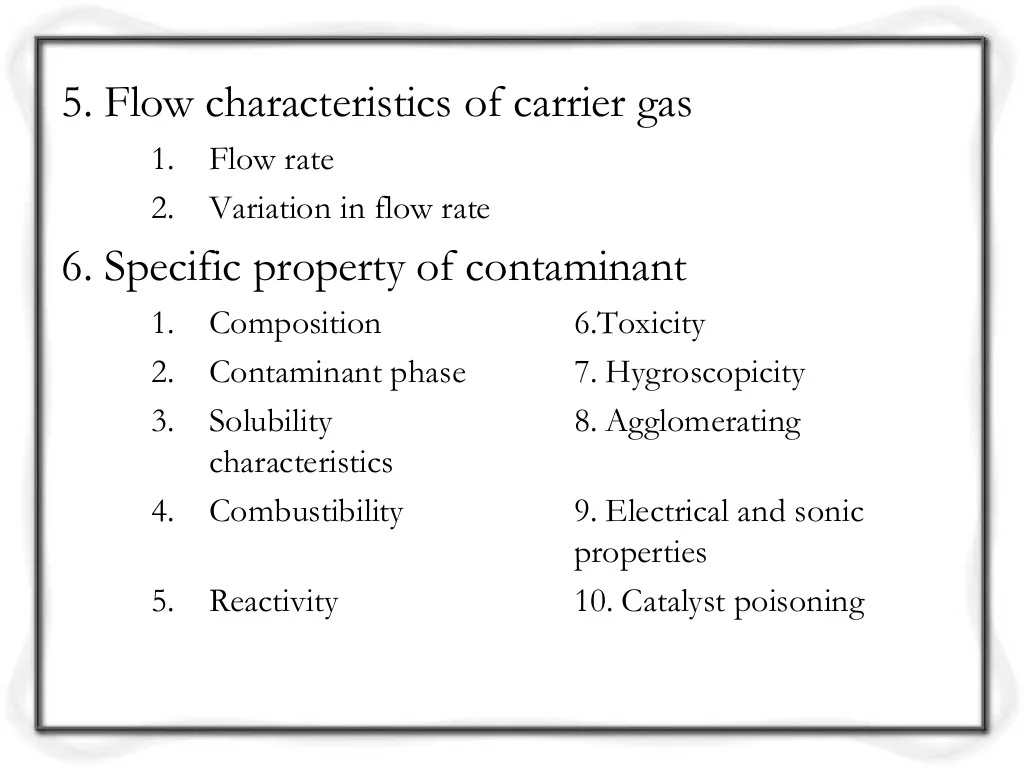 5. Flow characteristics of carrier gas
1. Flow rate
2. Variation in flow rate
6. Specific property of contaminant
1. Composition
2. Contaminant phase
3. Solubility
characteristics
4. Combustibility
5. Reactivity
6.Toxicity
7. Hygroscopicity
8. Agglomerating
9. Electrical and sonic
properties
10. Catalyst poisoning